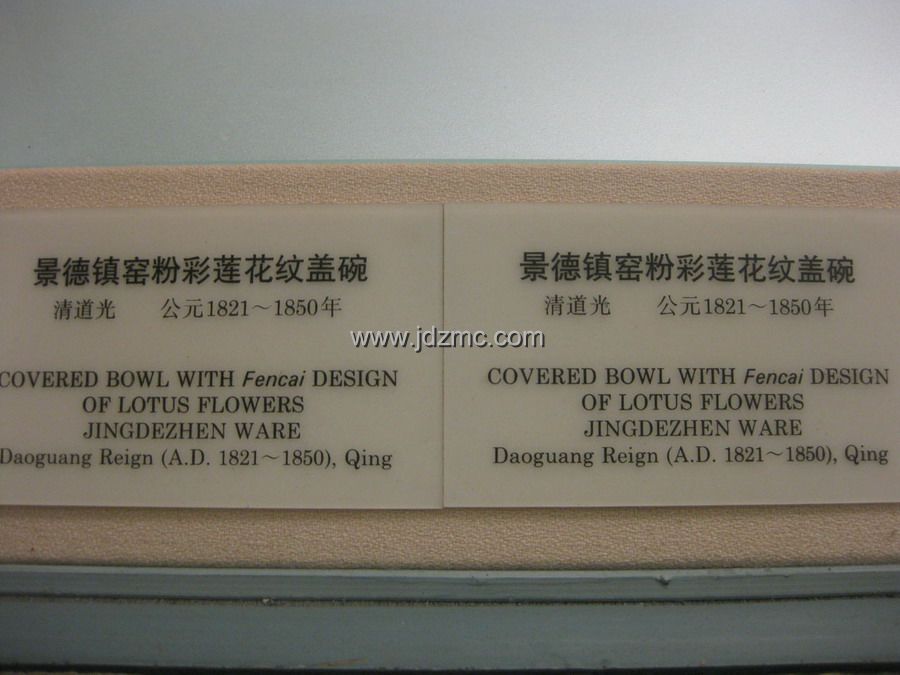 景德镇窑粉彩莲花纹盖碗
清道光 公元1821～1850年
COVERED BOWL WITH Fencai DESIGN
OF LOTUS FLOWERS
JINGDEZHEN WARE
Daoguang Reign (A.D. 1821～1850), Qing
景德镇窑粉彩莲花纹盖碗
清道光 公元1821～1850年
COVERED BOWL WITH Fencai DESIGN
OF LOTUS FLOWERS
JINGDEZHEN WARE
Daoguang Reign (A.D. 1821～1850), Qing
www.jdzmc.com